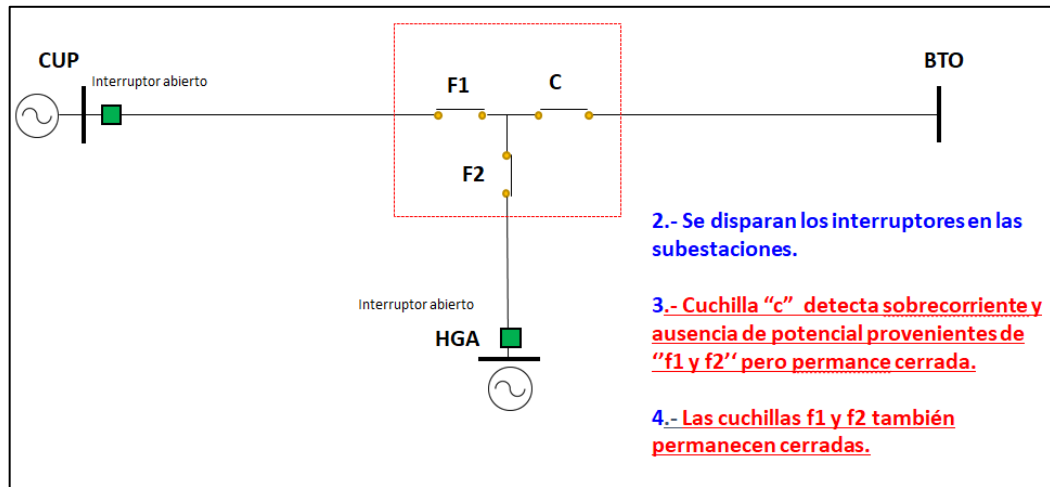 CUP
Interruptor abierto
F1
C
BTO
F2
2.- Se disparan los interruptores en las
subestaciones.
3.- Cuchilla “c” detecta sobrecorriente y
ausencia de potencial provenientes de
‘‘f1 y f2’‘ pero permance cerrada.
4.- Las cuchillas f1 y f2 también
permanecen cerradas.
Interruptor abierto
HGA